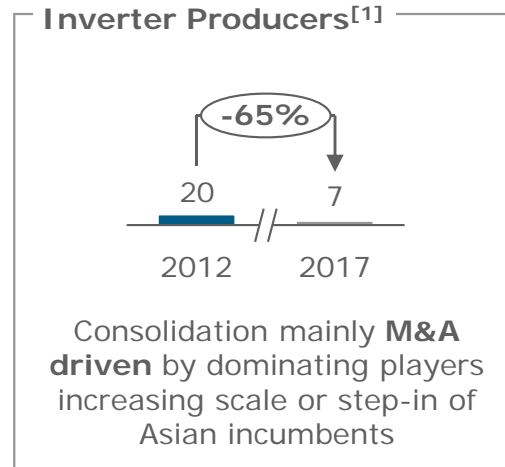 Inverter Producers[1]
-65%
20 7
2012 2017
Consolidation mainly M&A
driven by dominating players
increasing scale or step-in of
Asian incumbents